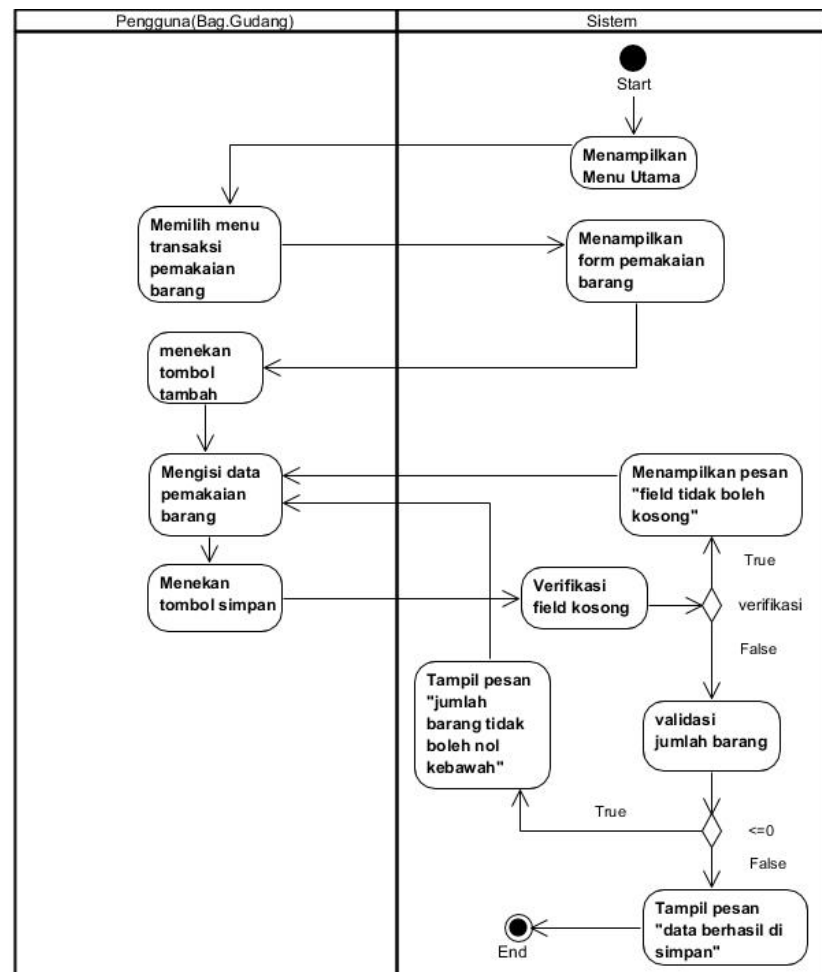 Pengguna(Bag.Gudang)
Sistem
Start
Menampilkan
Menu Utama
Memilih menu
transaksi
pemakaian
barang
Menampilkan
form pemakaian
barang
menekan
tombol
tambah
Mengisi data
pemakaian
barang
Menampilkan pesan
"field tidak boleh
kosong"
True
Menekan
tombol simpan
Verifikasi
field kosong
verifikasi
False
Tampil pesan
"jumlah
barang tidak
boleh nol
kebawah"
validasi
jumlah barang
True
<=0
False
Tampil pesan
"data berhasil di
simpan"
End